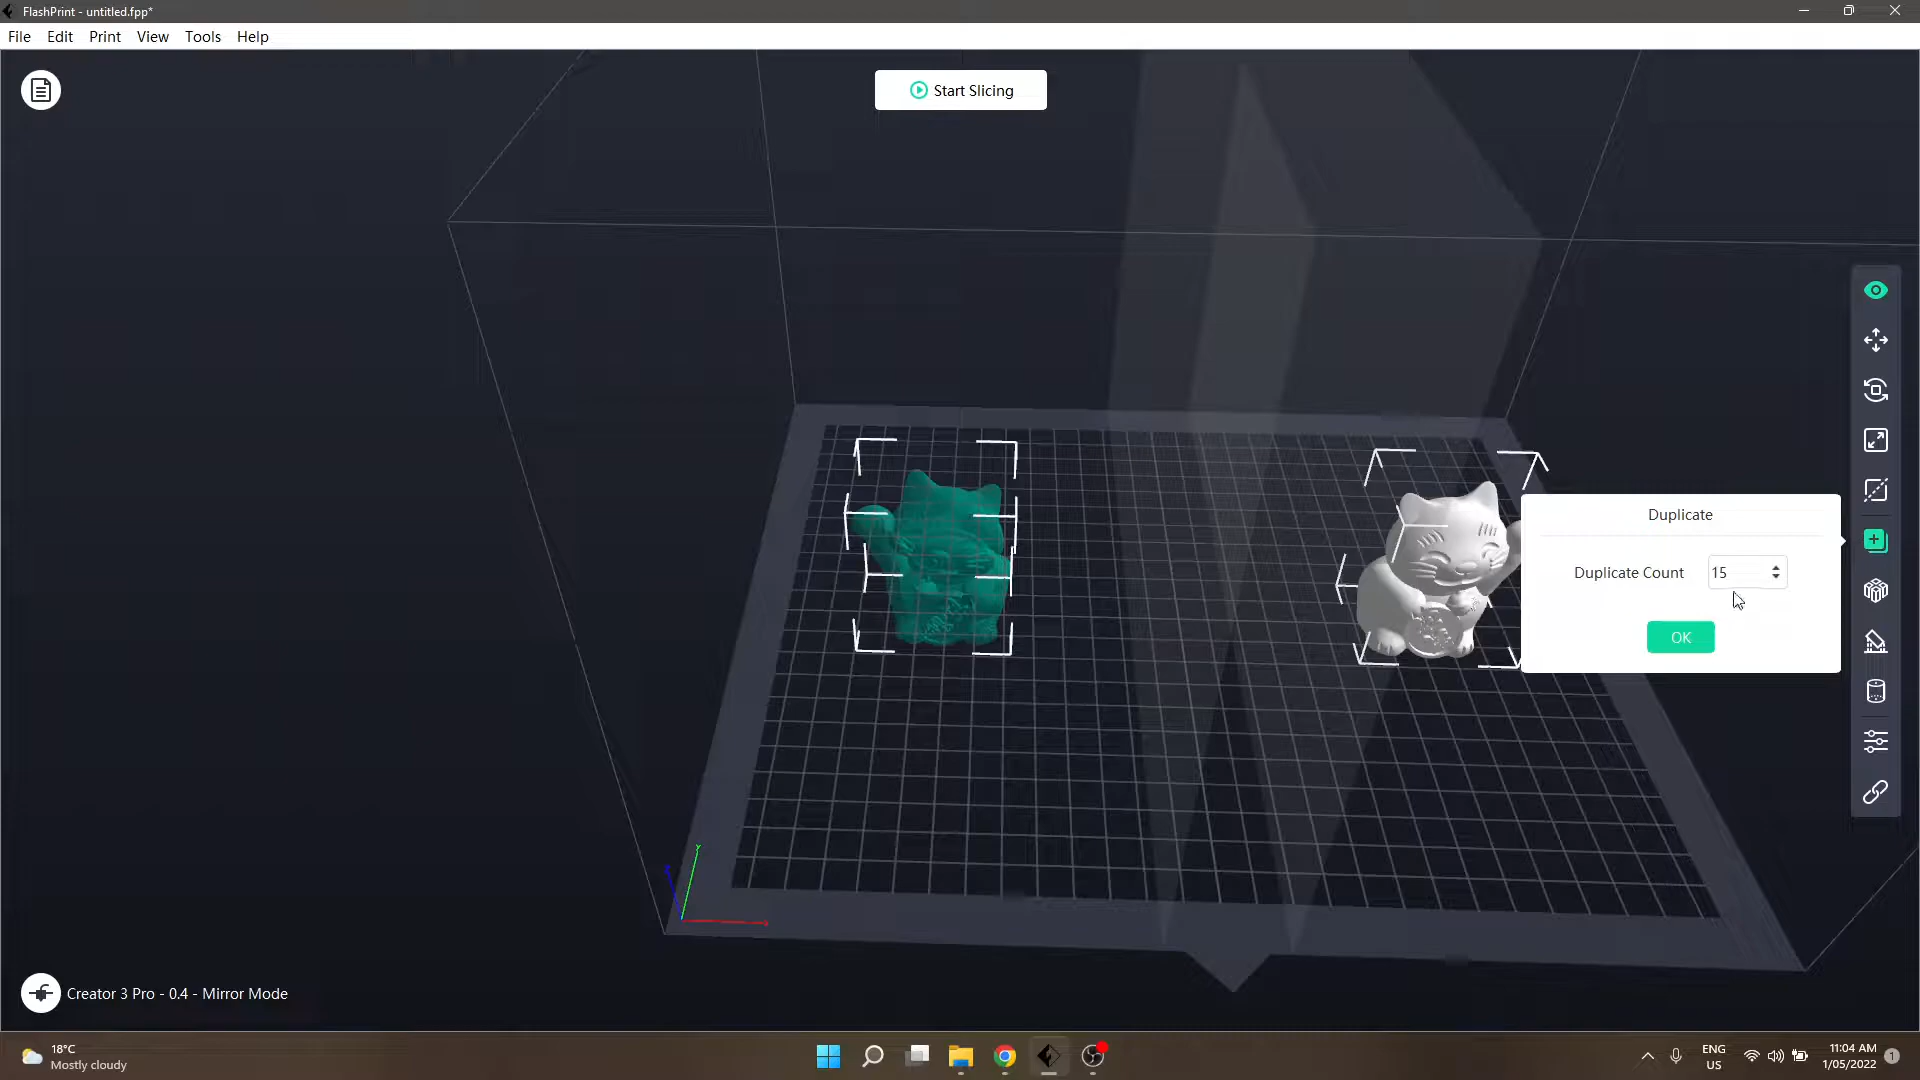 FlashPrint - untitled.fpp*
File Edit Print View Tools Help
Start Slicing
Duplicate
Duplicate Count 15
OK
Creator 3 Pro - 0.4 - Mirror Mode
18°C
Mostly cloudy
ENG
US
11:04 AM
1/05/2022
1